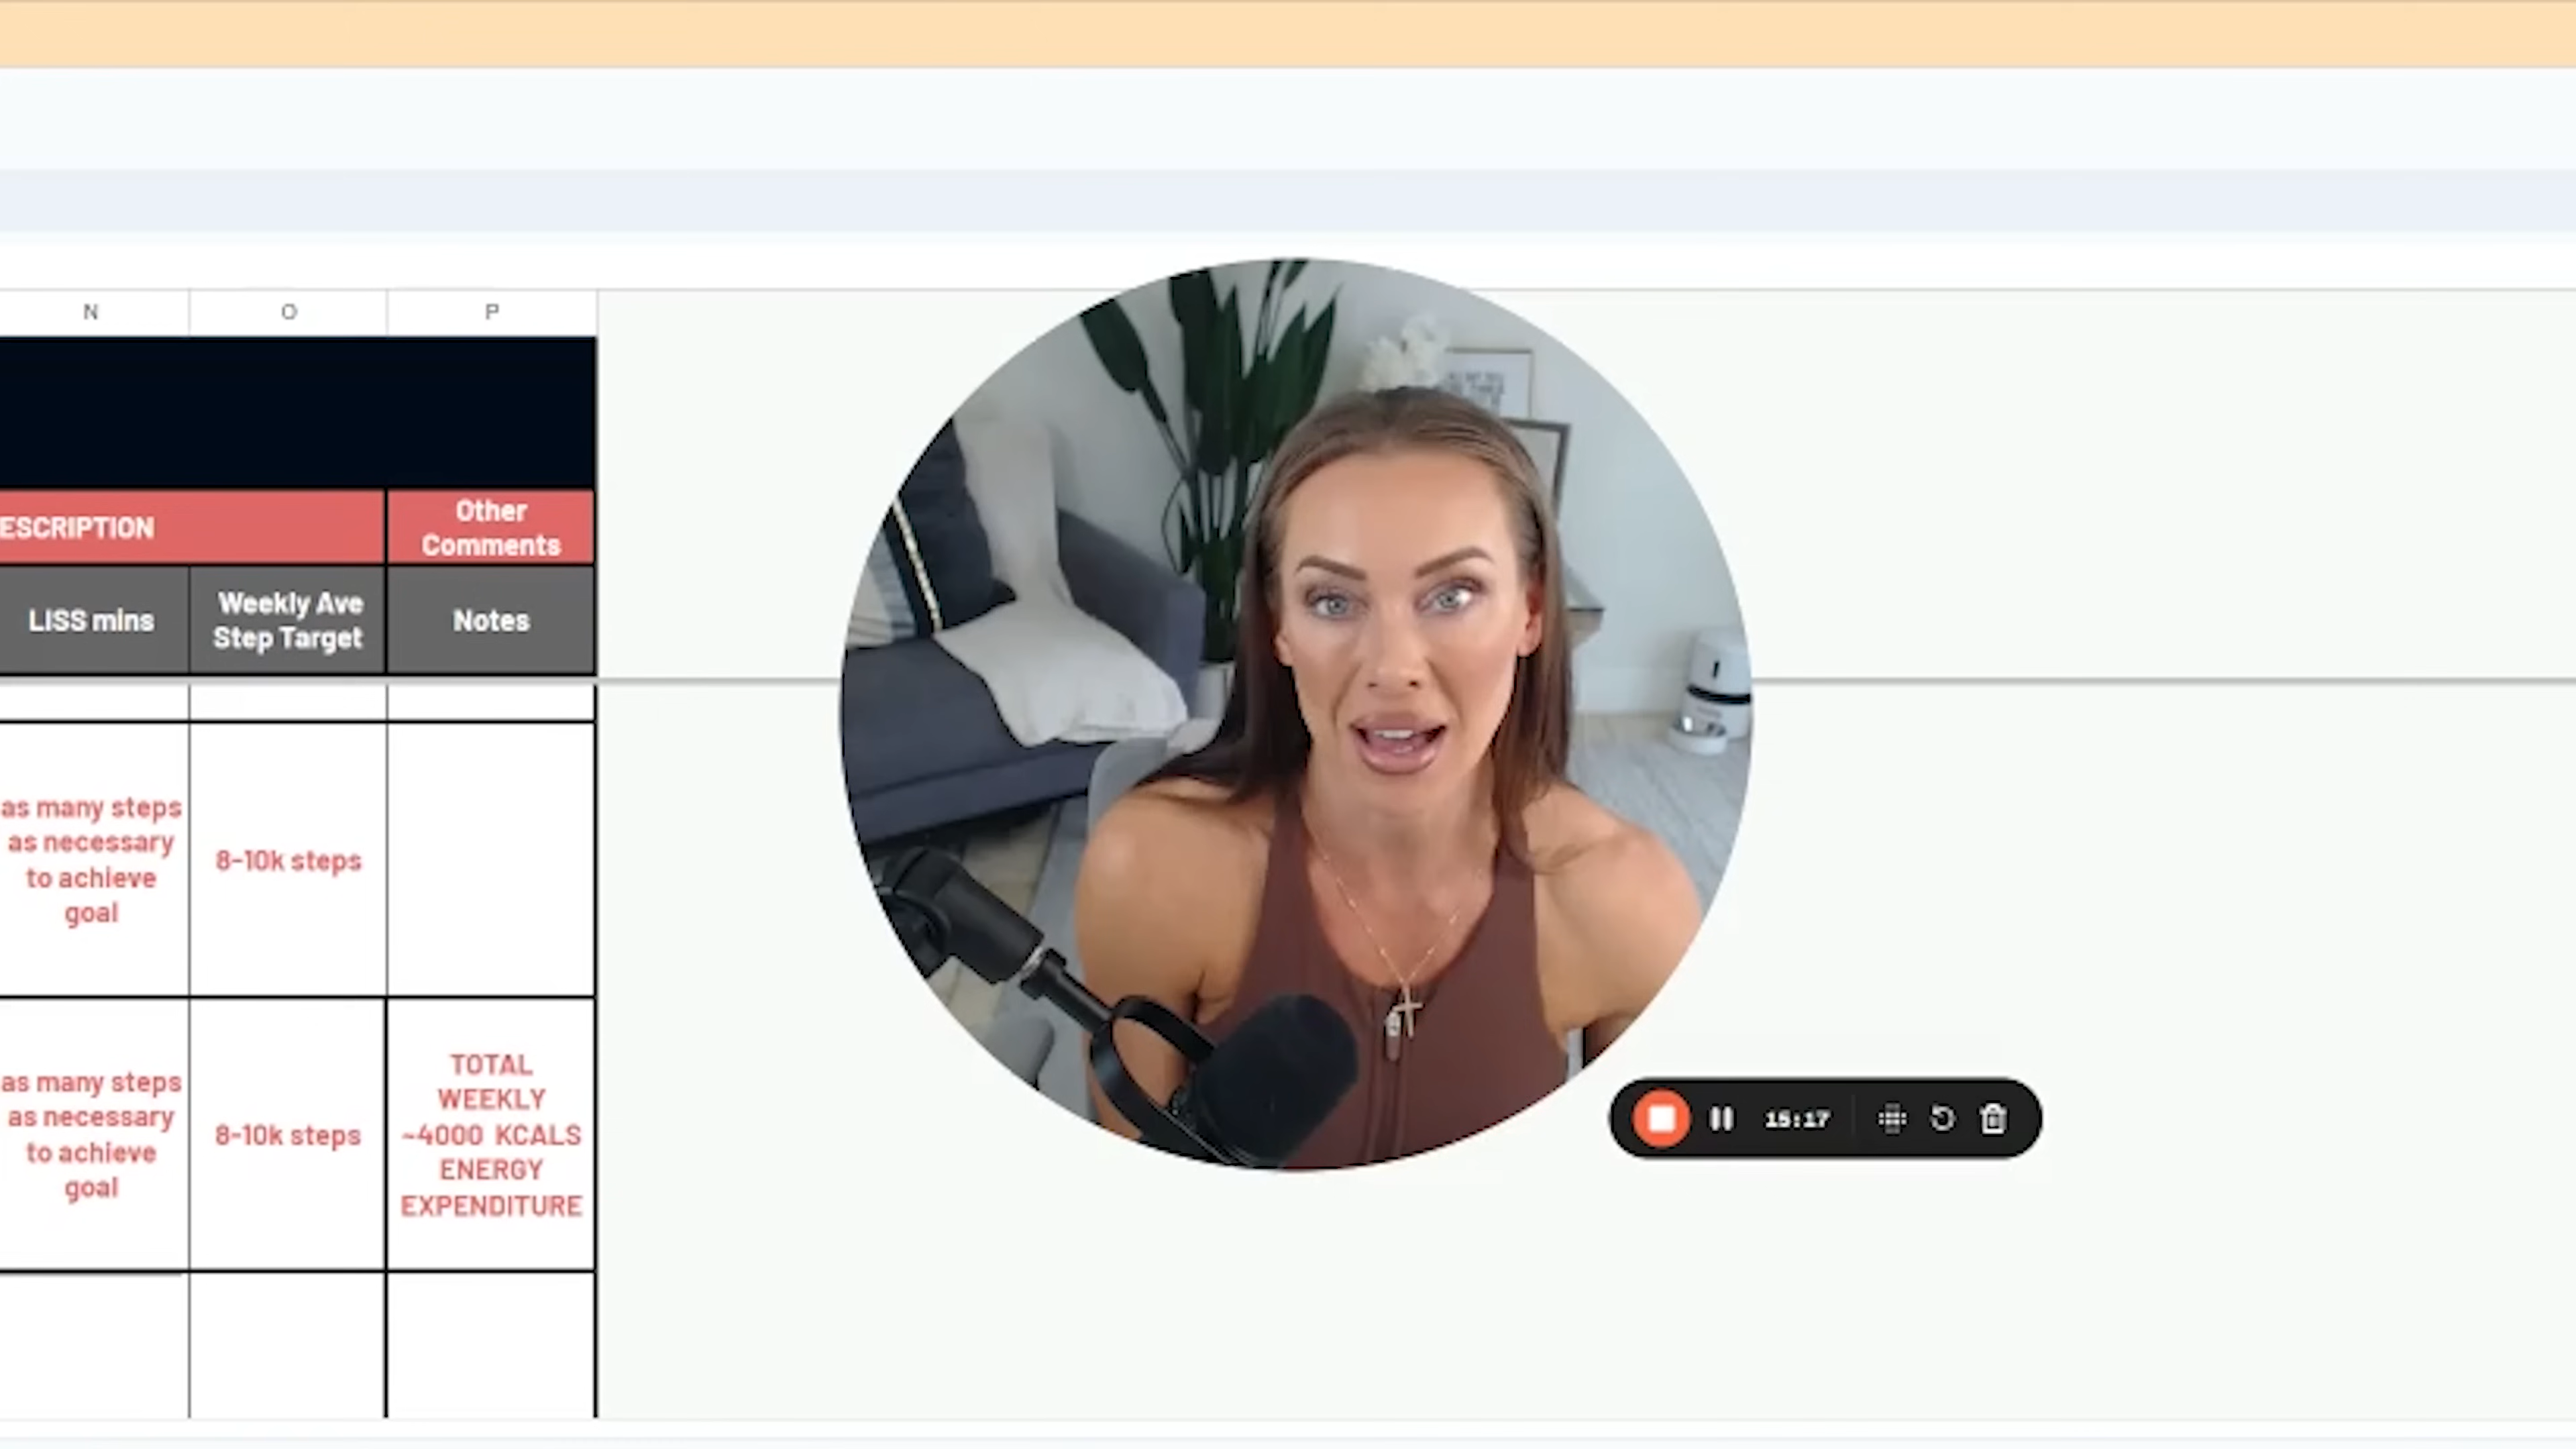 N
O
P
ESCRIPTION
Other
Comments
LISS mins
Weekly Ave
Step Target
Notes
as many steps
as necessary
to achieve
goal
8-10k steps
as many steps
as necessary
to achieve
goal
8-10k steps
TOTAL
WEEKLY
~4000 KCALS
ENERGY
EXPENDITURE
15:17